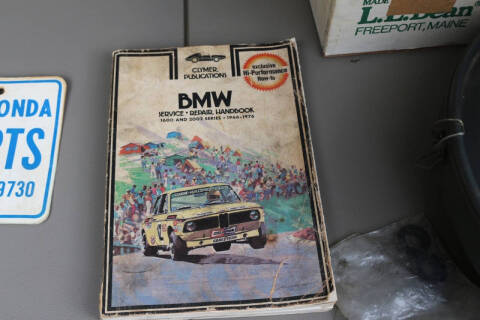 MADE
L.L.Bean
FREEPORT, MAINE
CLYMER
PUBLICATIONS
exclusive
Hi-Performance
How-to
BMW
SERVICE • REPAIR HANDBOOK
1600 AND 2002 SERIES • 1966-1976
ONDA
RTS
9730